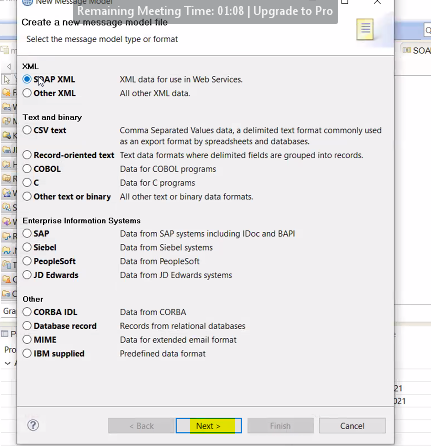 New Message Model
Remaining Meeting Time: 01:08 | Upgrade to Pro
Create a new message model file
Select the message model type or format
XML
SOAP XML XML data for use in Web Services.
Other XML All other XML data.
Text and binary
CSV text Comma Separated Values data, a delimited text format commonly used
as an export format by spreadsheets and databases.
Record-oriented text Text data formats where delimited fields are grouped into records.
COBOL Data for COBOL programs
C Data for C programs
Other text or binary All other text or binary data formats.
Enterprise Information Systems
SAP Data from SAP systems including IDoc and BAPI
Siebel Data from Siebel systems
PeopleSoft Data from PeopleSoft
JD Edwards Data from JD Edwards systems
Other
CORBA IDL Data from CORBA
Database record Records from relational databases
MIME Data for extended email format
IBM supplied Predefined data format
? < Back Next > Finish Cancel